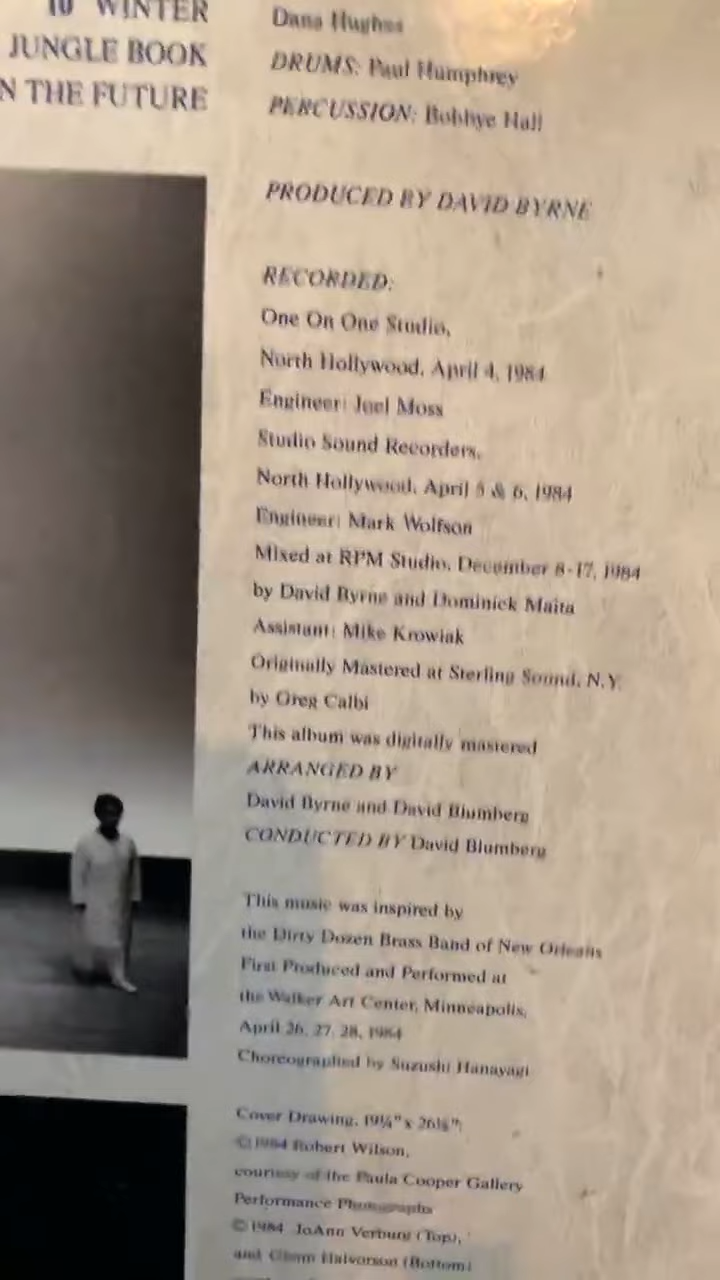 10 WINTER
JUNGLE BOOK
N THE FUTURE
Dana Hughes
DRUMS: Paul Humphrey
PERCUSSION: Bobbye Hall
PRODUCED BY DAVID BYRNE
RECORDED:
One On One Studio,
North Hollywood, April 4, 1984
Engineer: Joel Moss
Studio Sound Recorders,
North Hollywood, April 5 & 6, 1984
Engineer: Mark Wolfson
Mixed at RPM Studio, December 8-17, 1984
by David Byrne and Dominick Maita
Assistant: Mike Krowiak
Originally Mastered at Sterling Sound, N.Y.
by Greg Calbi
This album was digitally mastered
ARRANGED BY
David Byrne and David Blumberg
CONDUCTED BY David Blumberg
This music was inspired by
the Dirty Dozen Brass Band of New Orleans
First Produced and Performed at
the Walker Art Center, Minneapolis,
April 26, 27, 28, 1984
Choreographed by Suzushi Hanayagi
Cover Drawing, 19¼" x 26⅛":
© 1984 Robert Wilson,
courtesy of the Paula Cooper Gallery
Performance Photographs
© 1984 JoAnn Verburg (Top),
and Halvorson (Bottom)